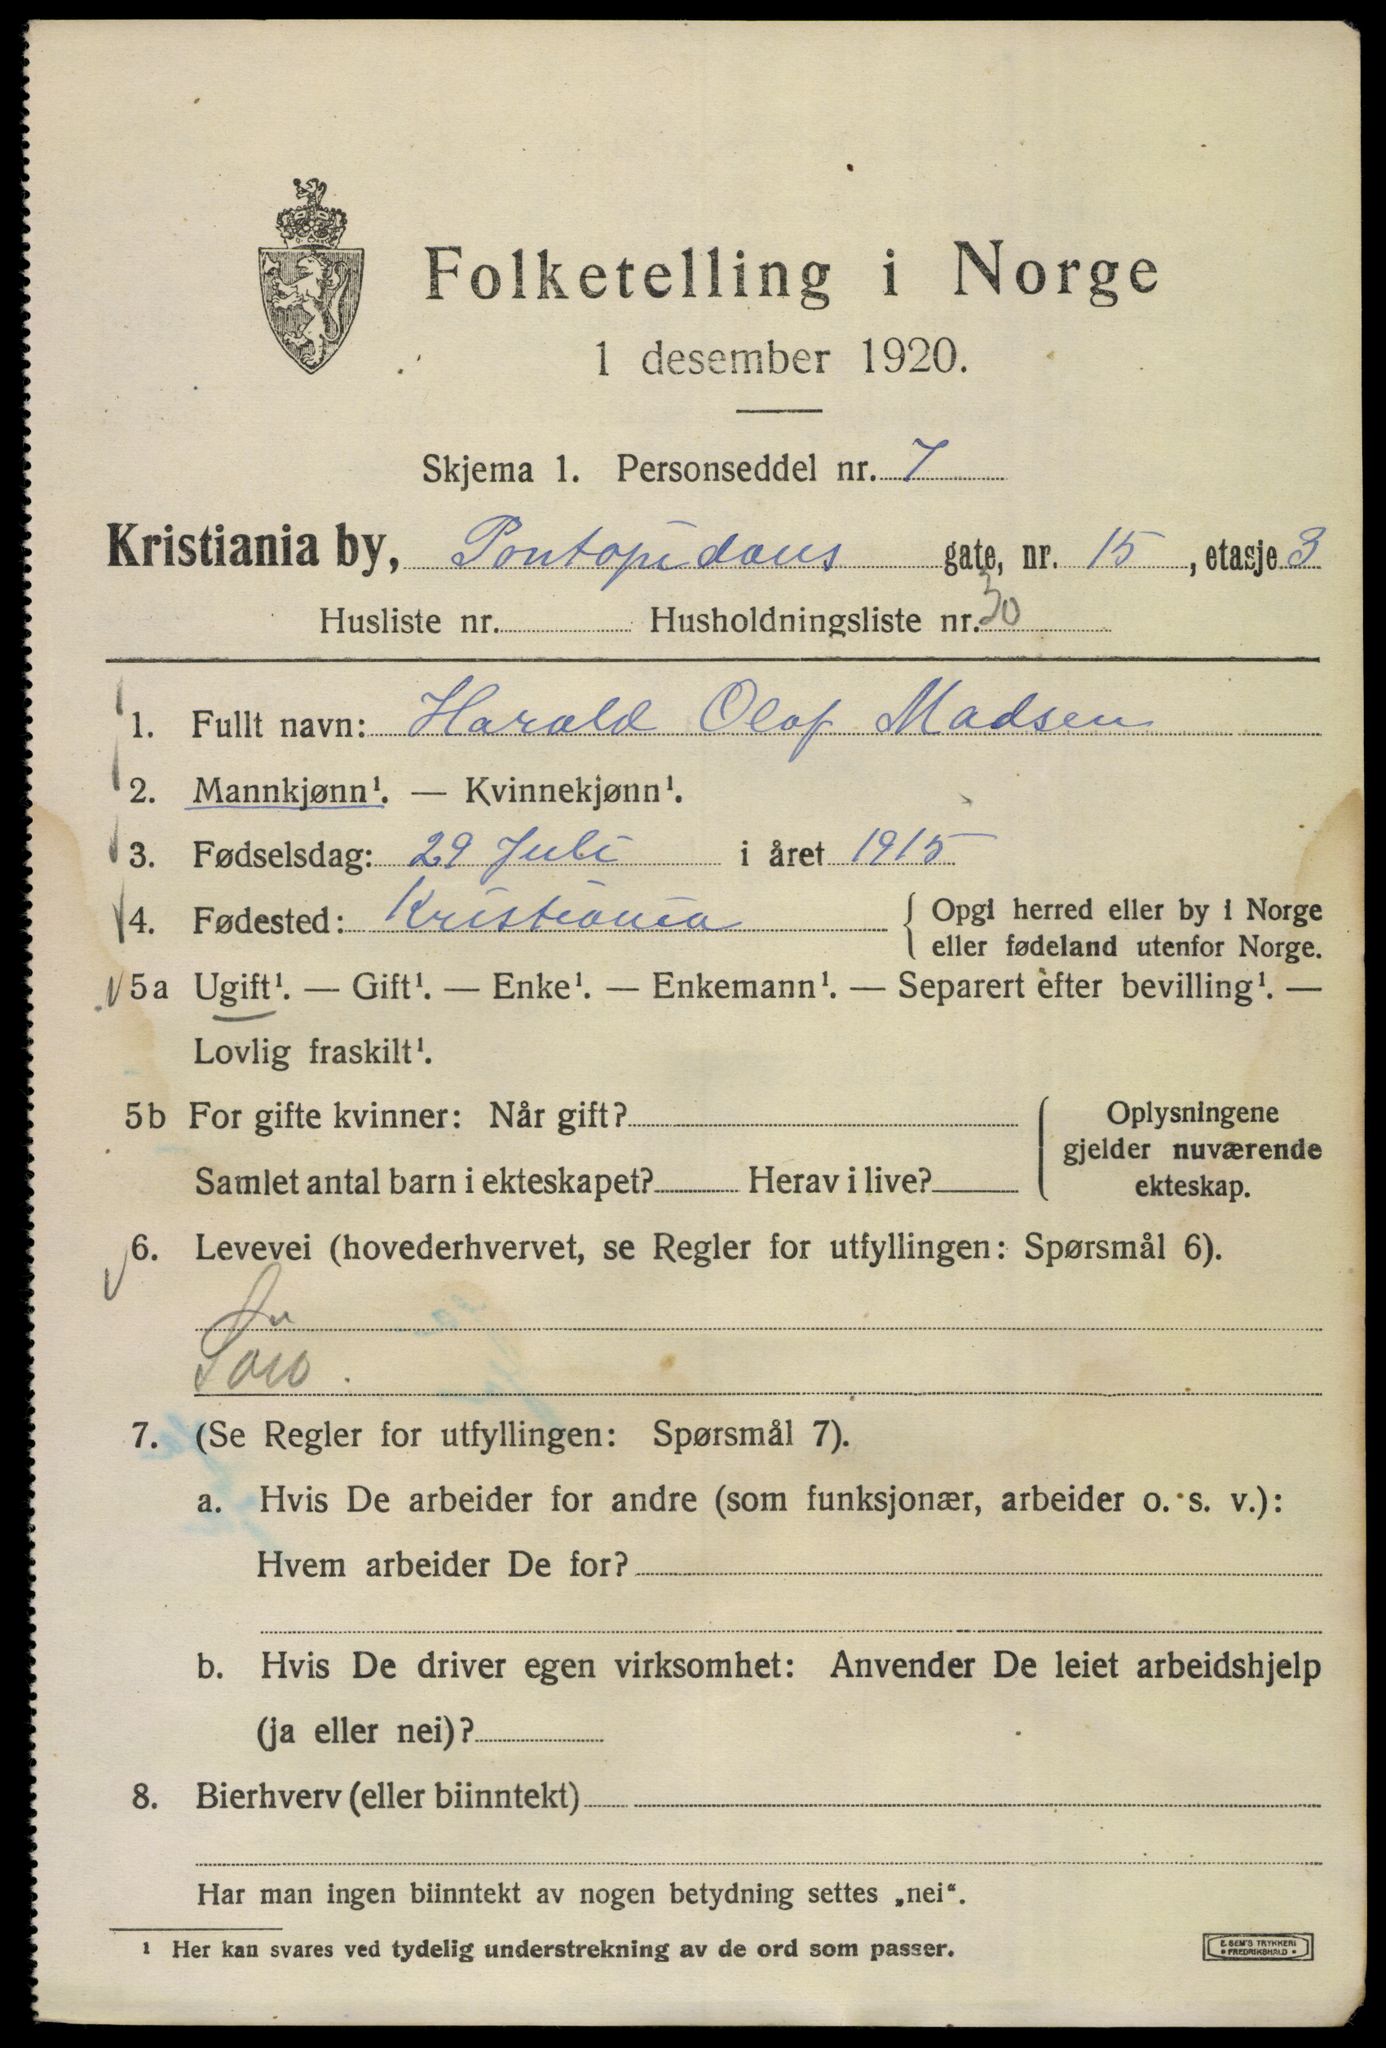 Folketelling i Norge
1 desember 1920.
Skjema 1. Personseddel nr. 7
Kristiania by, Pontopidans gate, nr. 15, etasje 3
Husliste nr. Husholdningsliste nr. 30
1. Fullt navn: Harald Olaf Madsen
2. Mannkjønn¹. — Kvinnekjønn¹.
3. Fødselsdag: 29 Juli i året 1915
4. Fødested: Kristiania { Opgi herred eller by i Norge
eller fødeland utenfor Norge.
5a Ugift¹. — Gift¹. — Enke¹. — Enkemann¹. — Separert efter bevilling¹. —
Lovlig fraskilt¹.
5b For gifte kvinner: Når gift?
Samlet antal barn i ekteskapet? Herav i live?
Oplysningene
gjelder nuværende
ekteskap.
6. Levevei (hovederhvervet, se Regler for utfyllingen: Spørsmål 6).
7. (Se Regler for utfyllingen: Spørsmål 7).
a. Hvis De arbeider for andre (som funksjonær, arbeider o. s. v.):
Hvem arbeider De for?
b. Hvis De driver egen virksomhet: Anvender De leiet arbeidshjelp
(ja eller nei)?
8. Bierhverv (eller biinntekt)
Har man ingen biinntekt av nogen betydning settes „nei“.
¹ Her kan svares ved tydelig understrekning av de ord som passer.
E. SEM'S TRYKKERI
• FREDRIKSHALD •